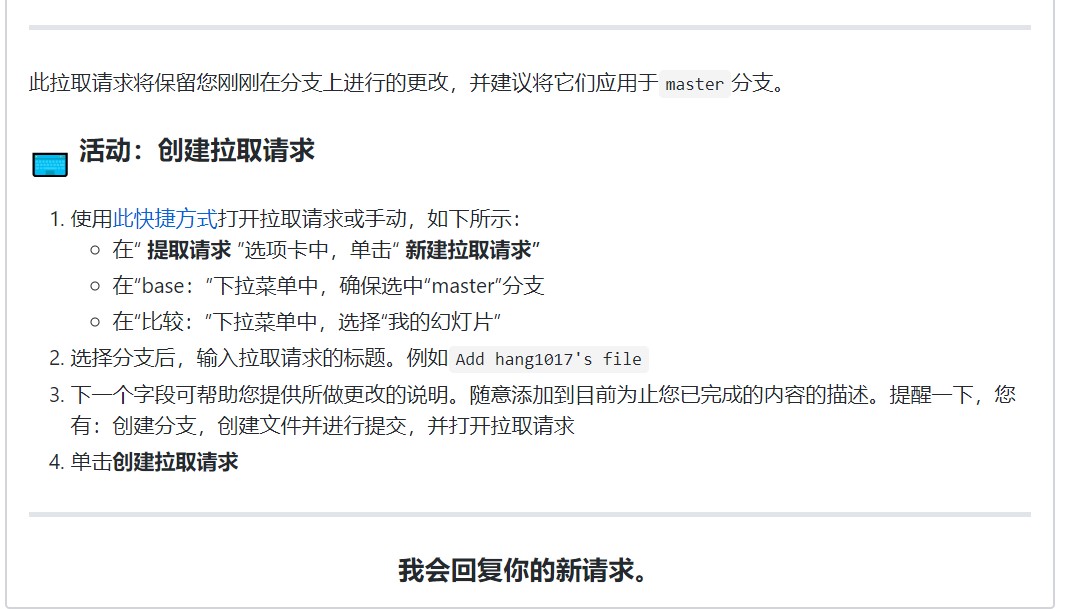 此拉取请求将保留您刚刚在分支上进行的更改，并建议将它们应用于 master 分支。
活动：创建拉取请求
1. 使用此快捷方式打开拉取请求或手动，如下所示：
○ 在“ 提取请求 ”选项卡中，单击“ 新建拉取请求”
○ 在“base：”下拉菜单中，确保选中“master”分支
○ 在“比较：”下拉菜单中，选择“我的幻灯片”
2. 选择分支后，输入拉取请求的标题。例如 Add hang1017's file
3. 下一个字段可帮助您提供所做更改的说明。随意添加到目前为止您已完成的内容的描述。提醒一下，您
有：创建分支，创建文件并进行提交，并打开拉取请求
4. 单击创建拉取请求
我会回复你的新请求。